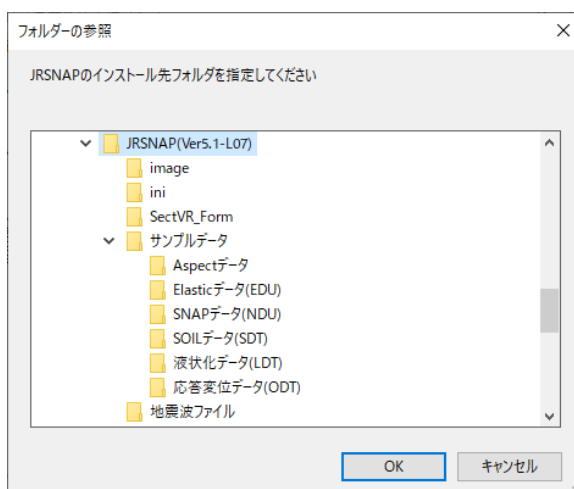 フォルダーの参照
JRSNAPのインストール先フォルダを指定してください
JRSNAP(Ver5.1-L07)
image
ini
SectVR_Form
サンプルデータ
Aspectデータ
Elasticデータ(EDU)
SNAPデータ(NDU)
SOILデータ(SDT)
液状化データ(LDT)
応答変位データ(ODT)
地震波ファイル
OK キャンセル